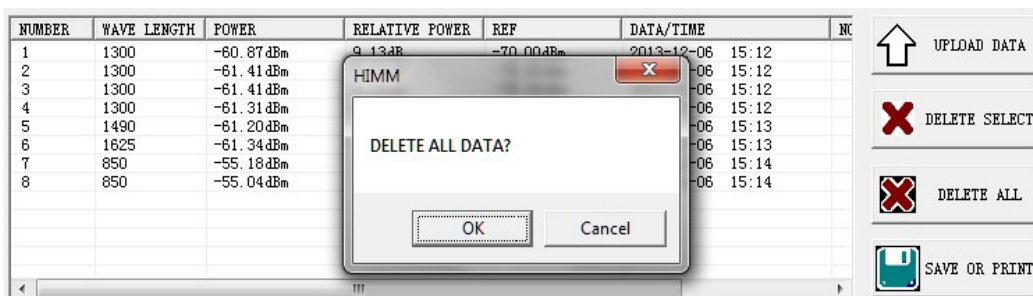 NUMBER WAVE LENGTH POWER RELATIVE POWER REF DATA/TIME
1 1300 -60.87dBm 9.13dB -70.00dBm 2013-12-06 15:12
2 1300 -61.41dBm -06 15:12
3 1300 -61.41dBm -06 15:12
4 1300 -61.31dBm -06 15:12
5 1490 -61.20dBm -06 15:13
6 1625 -61.34dBm -06 15:13
7 850 -55.18dBm -06 15:14
8 850 -55.04dBm -06 15:14
HIMM
DELETE ALL DATA?
OK Cancel
UPLOAD DATA
DELETE SELECT
DELETE ALL
SAVE OR PRINT